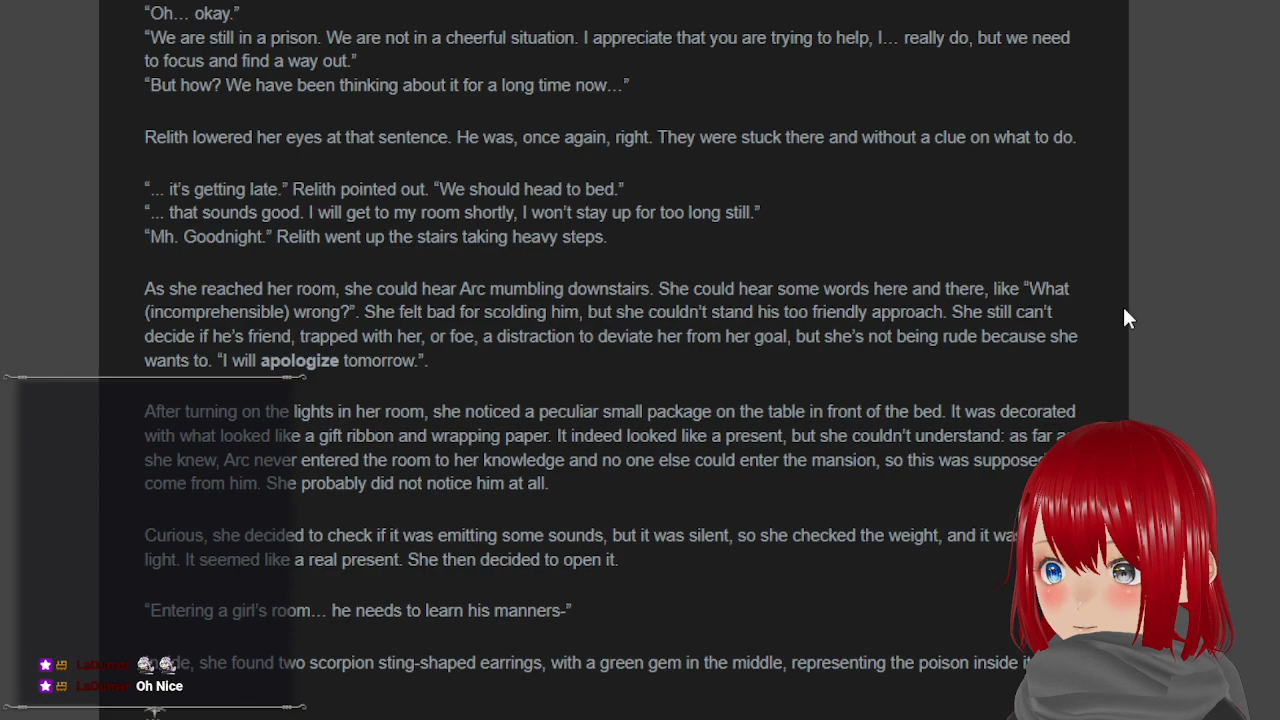 “Oh… okay.”
“We are still in a prison. We are not in a cheerful situation. I appreciate that you are trying to help, I… really do, but we need
to focus and find a way out.”
“But how? We have been thinking about it for a long time now…”
Relith lowered her eyes at that sentence. He was, once again, right. They were stuck there and without a clue on what to do.
“... it’s getting late.” Relith pointed out. “We should head to bed.”
“... that sounds good. I will get to my room shortly, I won’t stay up for too long still.”
“Mh. Goodnight.” Relith went up the stairs taking heavy steps.
As she reached her room, she could hear Arc mumbling downstairs. She could hear some words here and there, like “What
(incomprehensible) wrong?”. She felt bad for scolding him, but she couldn’t stand his too friendly approach. She still can’t
decide if he’s friend, trapped with her, or foe, a distraction to deviate her from her goal, but she’s not being rude because she
wants to. “I will apologize tomorrow.”.
After turning on the lights in her room, she noticed a peculiar small package on the table in front of the bed. It was decorated
with what looked like a gift ribbon and wrapping paper. It indeed looked like a present, but she couldn’t understand: as far
she knew, Arc never entered the room to her knowledge and no one else could enter the mansion, so this was supposed
come from him. She probably did not notice him at all.
Curious, she decided to check if it was emitting some sounds, but it was silent, so she checked the weight, and it
light. It seemed like a real present. She then decided to open it.
“Entering a girl’s room… he needs to learn his manners-”
she found two scorpion sting-shaped earrings, with a green gem in the middle, representing the poison inside
Oh Nice